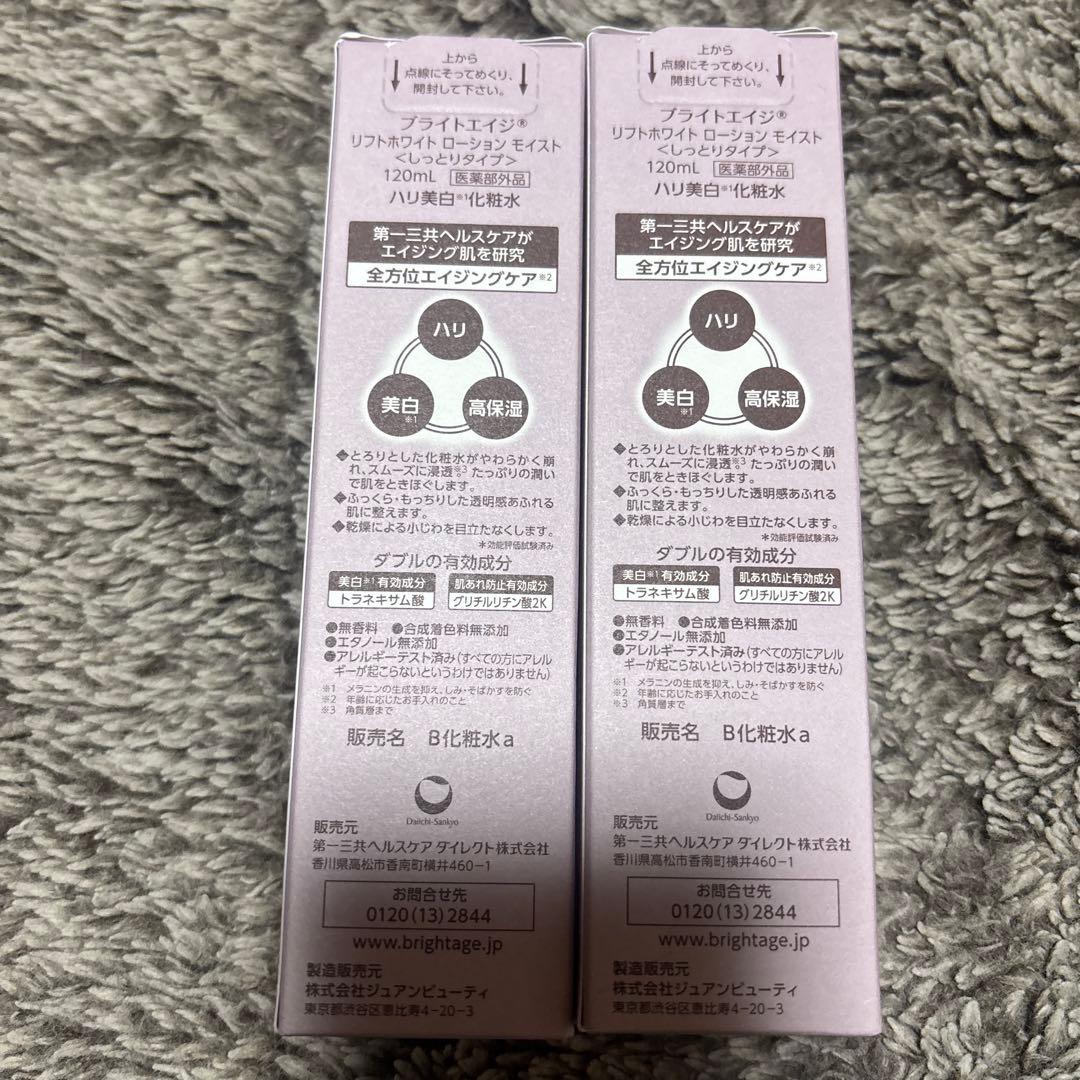 上から
点線にそってめくり、
開封して下さい。
ブライトエイジ®
リフトホワイト ローション モイスト
<しっとりタイプ>
120mL 医薬部外品
ハリ美白※1化粧水
第一三共ヘルスケアが
エイジング肌を研究
全方位エイジングケア※2
ハリ
美白※1
高保湿
◆とろりとした化粧水がやわらかく崩
れ、スムーズに浸透※3。たっぷりの潤い
で肌をときほぐします。
◆ふっくら・もっちりした透明感あふれる
肌に整えます。
◆乾燥による小じわを目立たなくします。
＊効能評価試験済み
ダブルの有効成分
美白※1有効成分
トラネキサム酸
肌あれ防止有効成分
グリチルリチン酸2K
●無香料 ●合成着色料無添加
●エタノール無添加
●アレルギーテスト済み(すべての方にアレル
ギーが起こらないというわけではありません)
※1 メラニンの生成を抑え、しみ・そばかすを防ぐ
※2 年齢に応じたお手入れのこと
※3 角質層まで
販売名 B化粧水a
Daiichi-Sankyo
販売元
第一三共ヘルスケア ダイレクト株式会社
香川県高松市香南町横井460-1
お問合せ先
0120(13)2844
www.brightage.jp
製造販売元
株式会社ジュアンビューティ
東京都渋谷区恵比寿4-20-3
上から
点線にそってめくり、
開封して下さい。
ブライトエイジ®
リフトホワイト ローション モイスト
<しっとりタイプ>
120mL 医薬部外品
ハリ美白※1化粧水
第一三共ヘルスケアが
エイジング肌を研究
全方位エイジングケア※2
ハリ
美白※1
高保湿
◆とろりとした化粧水がやわらかく崩
れ、スムーズに浸透※3。たっぷりの潤い
で肌をときほぐします。
◆ふっくら・もっちりした透明感あふれる
肌に整えます。
◆乾燥による小じわを目立たなくします。
＊効能評価試験済み
ダブルの有効成分
美白※1有効成分
トラネキサム酸
肌あれ防止有効成分
グリチルリチン酸2K
●無香料 ●合成着色料無添加
●エタノール無添加
●アレルギーテスト済み(すべての方にアレル
ギーが起こらないというわけではありません)
※1 メラニンの生成を抑え、しみ・そばかすを防ぐ
※2 年齢に応じたお手入れのこと
※3 角質層まで
販売名 B化粧水a
Daiichi-Sankyo
販売元
第一三共ヘルスケア ダイレクト株式会社
香川県高松市香南町横井460-1
お問合せ先
0120(13)2844
www.brightage.jp
製造販売元
株式会社ジュアンビューティ
東京都渋谷区恵比寿4-20-3